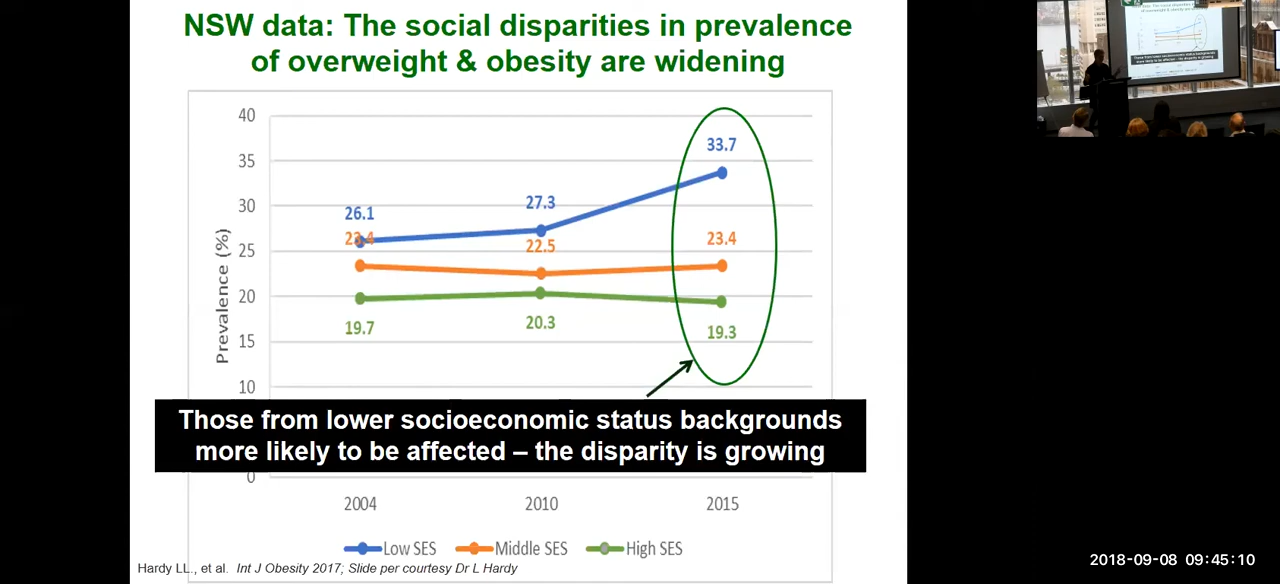 NSW data: The social disparities in prevalence
of overweight & obesity are widening
40
35
30
25
20
15
10
0
Prevalence (%)
26.1
27.3
33.7
23.4
22.5
23.4
19.7
20.3
19.3
Those from lower socioeconomic status backgrounds
more likely to be affected – the disparity is growing
2004
2010
2015
Low SES
Middle SES
High SES
Hardy LL., et al. Int J Obesity 2017; Slide per courtesy Dr L Hardy
2018-09-08 09:45:10